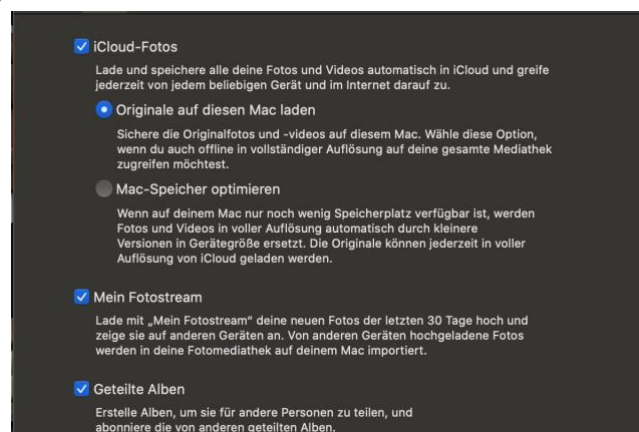 iCloud-Fotos
Lade und speichere alle deine Fotos und Videos automatisch in iCloud und greife
jederzeit von jedem beliebigen Gerät und im Internet darauf zu.
Originale auf diesen Mac laden
Sichere die Originalfotos und -videos auf diesem Mac. Wähle diese Option,
wenn du auch offline in vollständiger Auflösung auf deine gesamte Mediathek
zugreifen möchtest.
Mac-Speicher optimieren
Wenn auf deinem Mac nur noch wenig Speicherplatz verfügbar ist, werden
Fotos und Videos in voller Auflösung automatisch durch kleinere
Versionen in Gerätegröße ersetzt. Die Originale können jederzeit in voller
Auflösung von iCloud geladen werden.
Mein Fotostream
Lade mit „Mein Fotostream" deine neuen Fotos der letzten 30 Tage hoch und
zeige sie auf anderen Geräten an. Von anderen Geräten hochgeladene Fotos
werden in deine Fotomediathek auf deinem Mac importiert.
Geteilte Alben
Erstelle Alben, um sie für andere Personen zu teilen, und
abonniere die von anderen geteilten Alben.